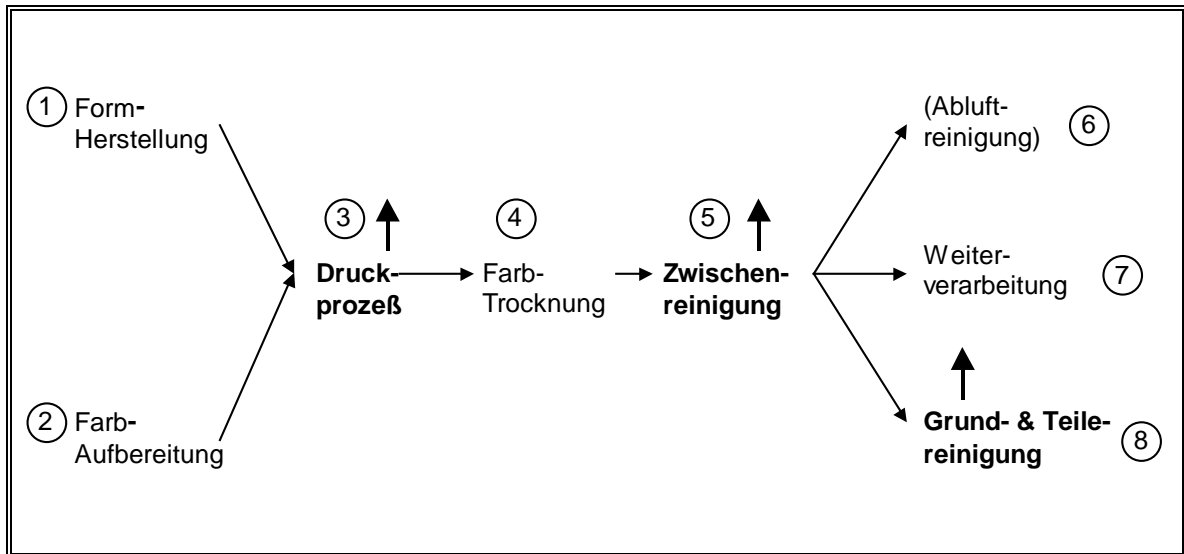 1 Form-
Herstellung
2 Farb-
Aufbereitung
3
Druck-
prozeß
4
Farb-
Trocknung
5
Zwischen-
reinigung
(Abluft-
reinigung) 6
Weiter-
verarbeitung 7
Grund- & Teile-
reinigung 8